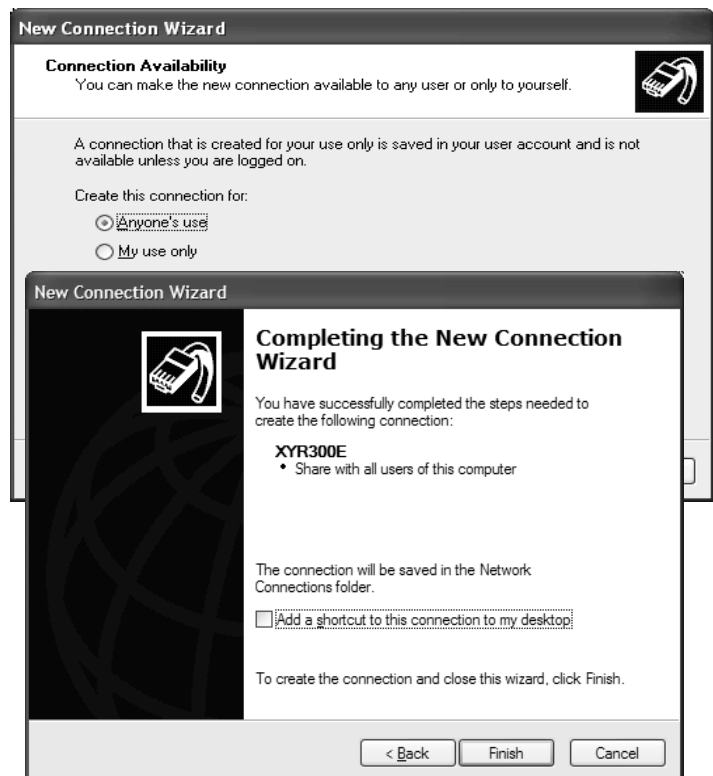 New Connection Wizard
Connection Availability
You can make the new connection available to any user or only to yourself.
A connection that is created for your use only is saved in your user account and is not
available unless you are logged on.
Create this connection for:
Anyone's use
My use only
New Connection Wizard
Completing the New Connection
Wizard
You have successfully completed the steps needed to
create the following connection:
XYR300E
• Share with all users of this computer
The connection will be saved in the Network
Connections folder.
Add a shortcut to this connection to my desktop
To create the connection and close this wizard, click Finish.
< Back Finish Cancel